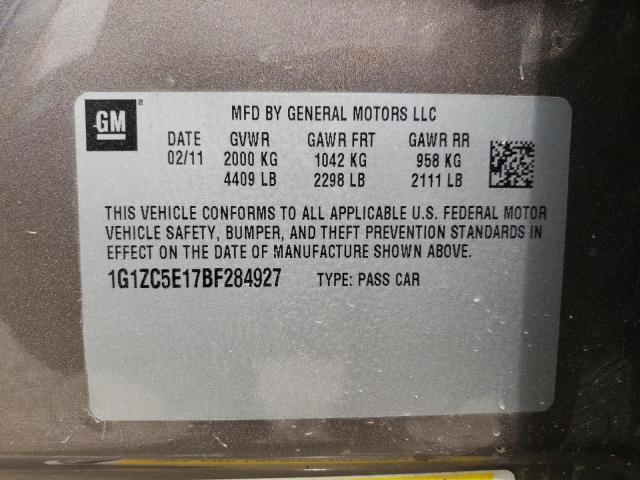 GM®
MFD BY GENERAL MOTORS LLC
DATE GVWR GAWR FRT GAWR RR
02/11 2000 KG 1042 KG 958 KG
4409 LB 2298 LB 2111 LB
THIS VEHICLE CONFORMS TO ALL APPLICABLE U.S. FEDERAL MOTOR
VEHICLE SAFETY, BUMPER, AND THEFT PREVENTION STANDARDS IN
EFFECT ON THE DATE OF MANUFACTURE SHOWN ABOVE.
1G1ZC5E17BF284927 TYPE: PASS CAR